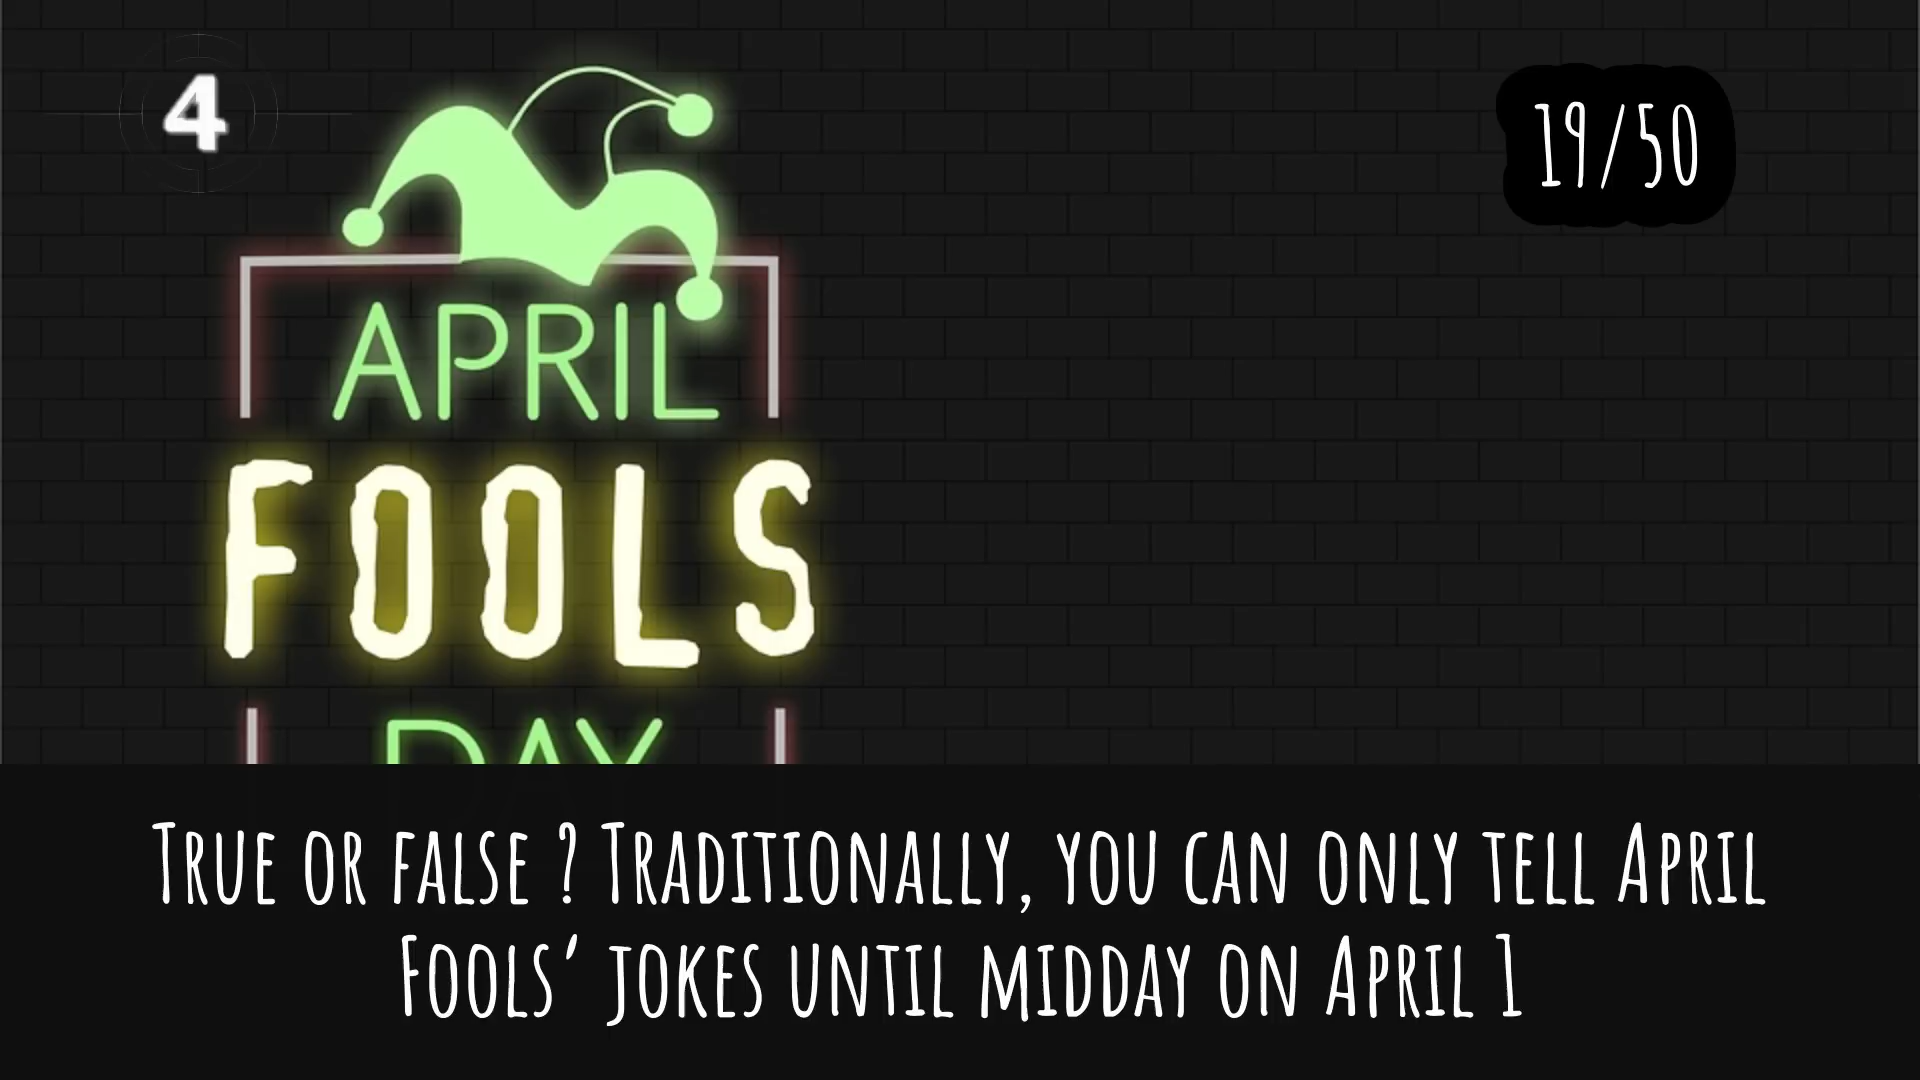 4
19/50
APRIL
FOOLS
DAY
True or false ? Traditionally, you can only tell April
Fools’ jokes until midday on April 1